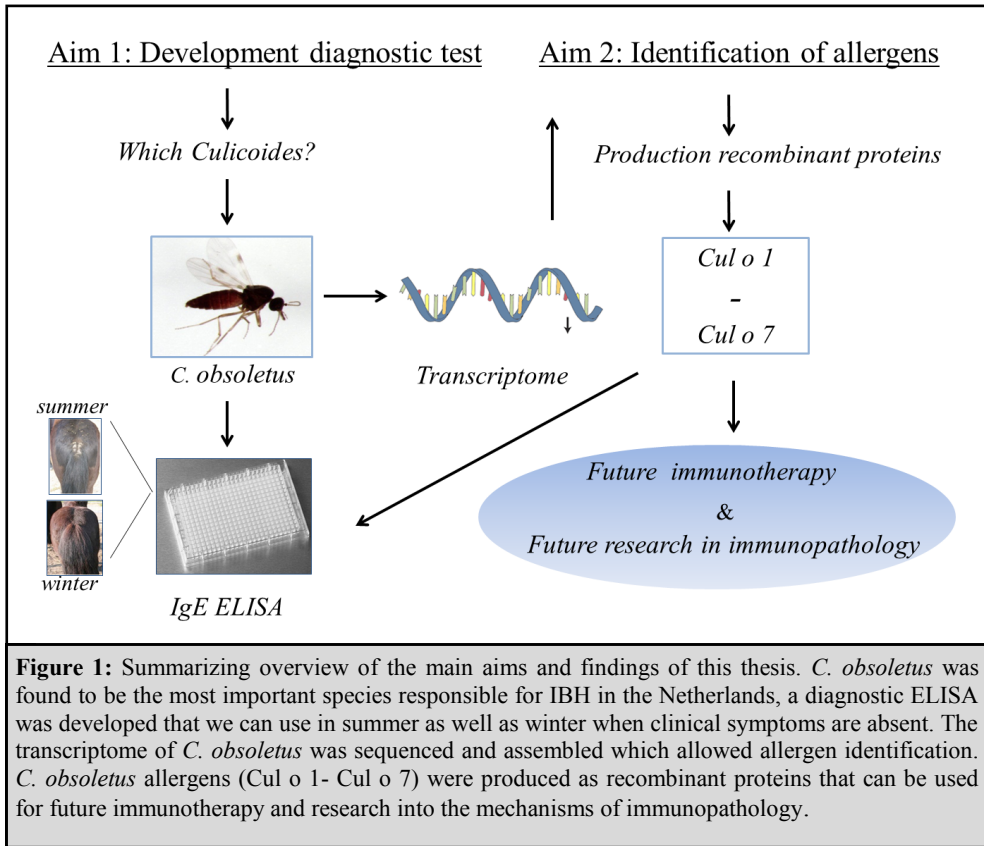 Aim 1: Development diagnostic test
Aim 2: Identification of allergens
Which Culicoides?
Production recombinant proteins
Cul o 1
-
Cul o 7
C. obsoletus
Transcriptome
summer
winter
IgE ELISA
Future immunotherapy
&
Future research in immunopathology
Figure 1: Summarizing overview of the main aims and findings of this thesis. C. obsoletus was
found to be the most important species responsible for IBH in the Netherlands, a diagnostic ELISA
was developed that we can use in summer as well as winter when clinical symptoms are absent. The
transcriptome of C. obsoletus was sequenced and assembled which allowed allergen identification.
C. obsoletus allergens (Cul o 1- Cul o 7) were produced as recombinant proteins that can be used
for future immunotherapy and research into the mechanisms of immunopathology.